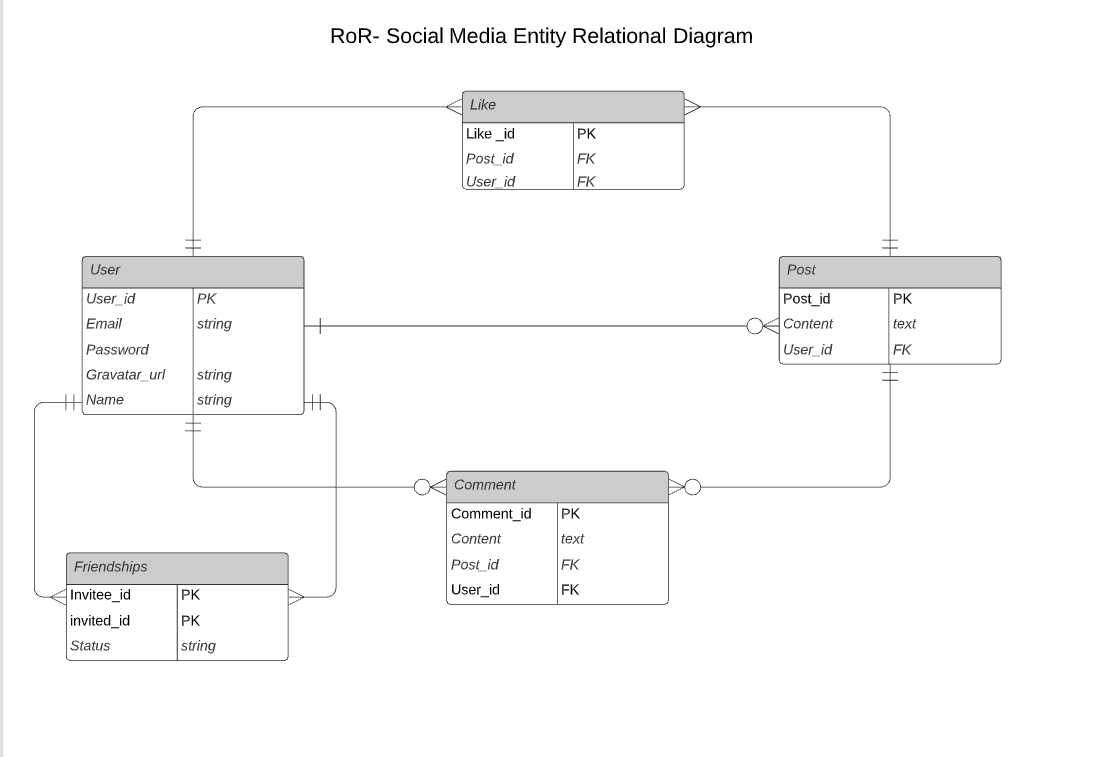 RoR- Social Media Entity Relational Diagram
Like
Like _id PK
Post_id FK
User_id FK
User
User_id PK
Email string
Password
Gravatar_url string
Name string
Post
Post_id PK
Content text
User_id FK
Comment
Comment_id PK
Content text
Post_id FK
User_id FK
Friendships
Invitee_id PK
invited_id PK
Status string